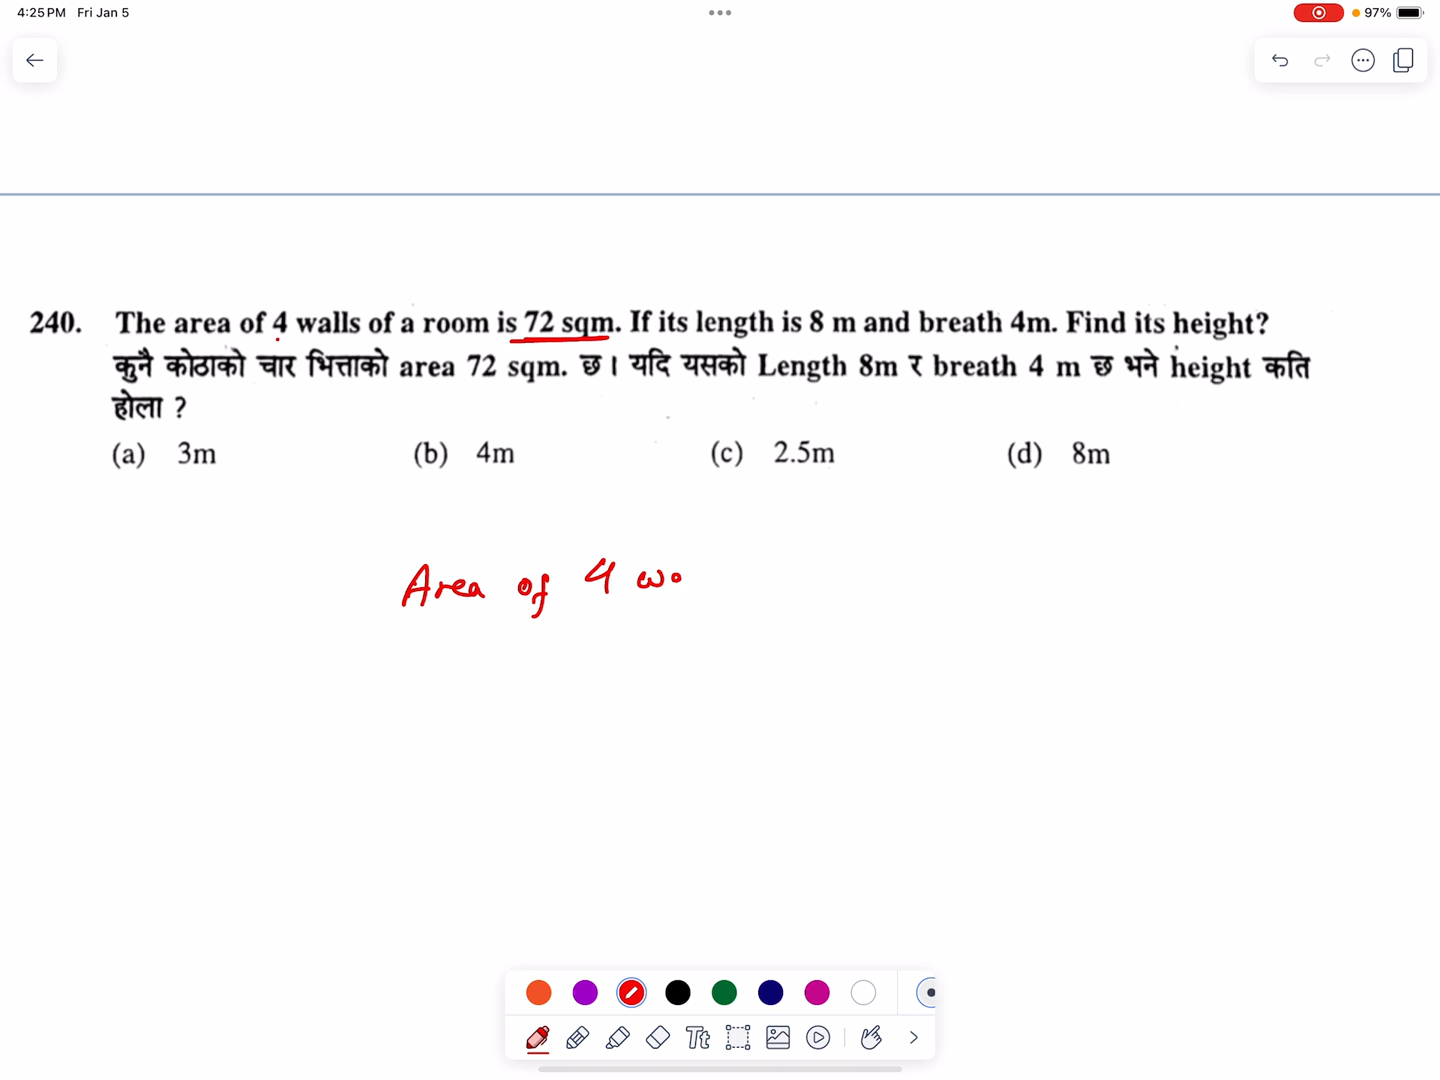 4:25 PM Fri Jan 5
97%
240. The area of 4 walls of a room is 72 sqm. If its length is 8 m and breath 4m. Find its height?
कुनै कोठाको चार भित्ताको area 72 sqm. छ। यदि यसको Length 8m र breath 4 m छ भने height कति
होला ?
(a) 3m (b) 4m (c) 2.5m (d) 8m
Area of 4 wa
Tt